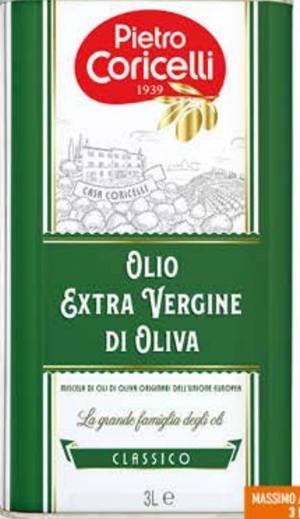 Pietro
Coricelli
1939
CASA CORICELLI
OLIO
EXTRA VERGINE
DI OLIVA
MISCELA DI OLI DI OLIVA ORIGINARI DELL'UNIONE EUROPEA
La grande famiglia degli oli
CLASSICO
3L e
MASSIMO
3